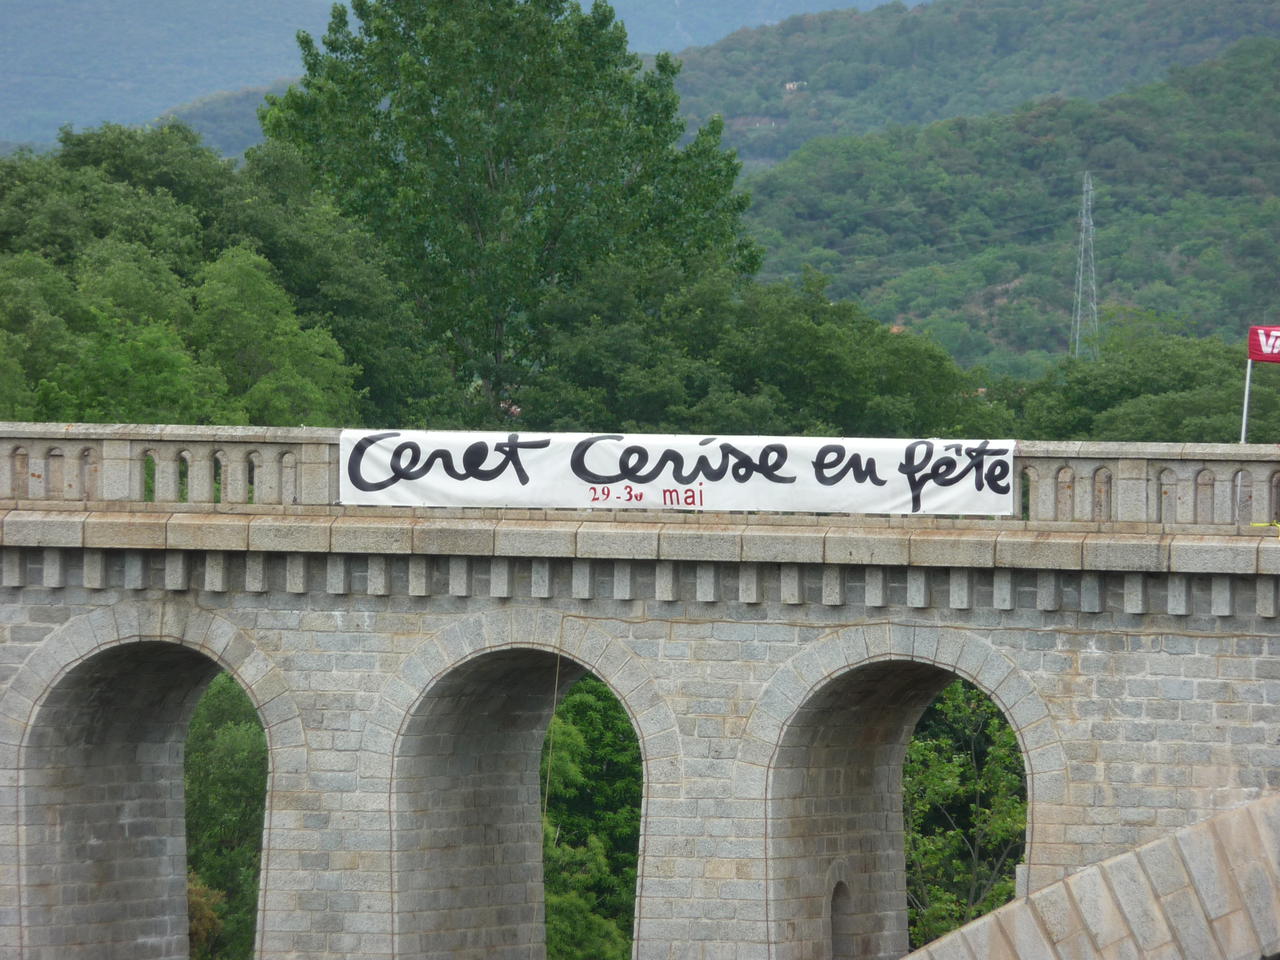 Ceret Cerise en fête
29-30 mai